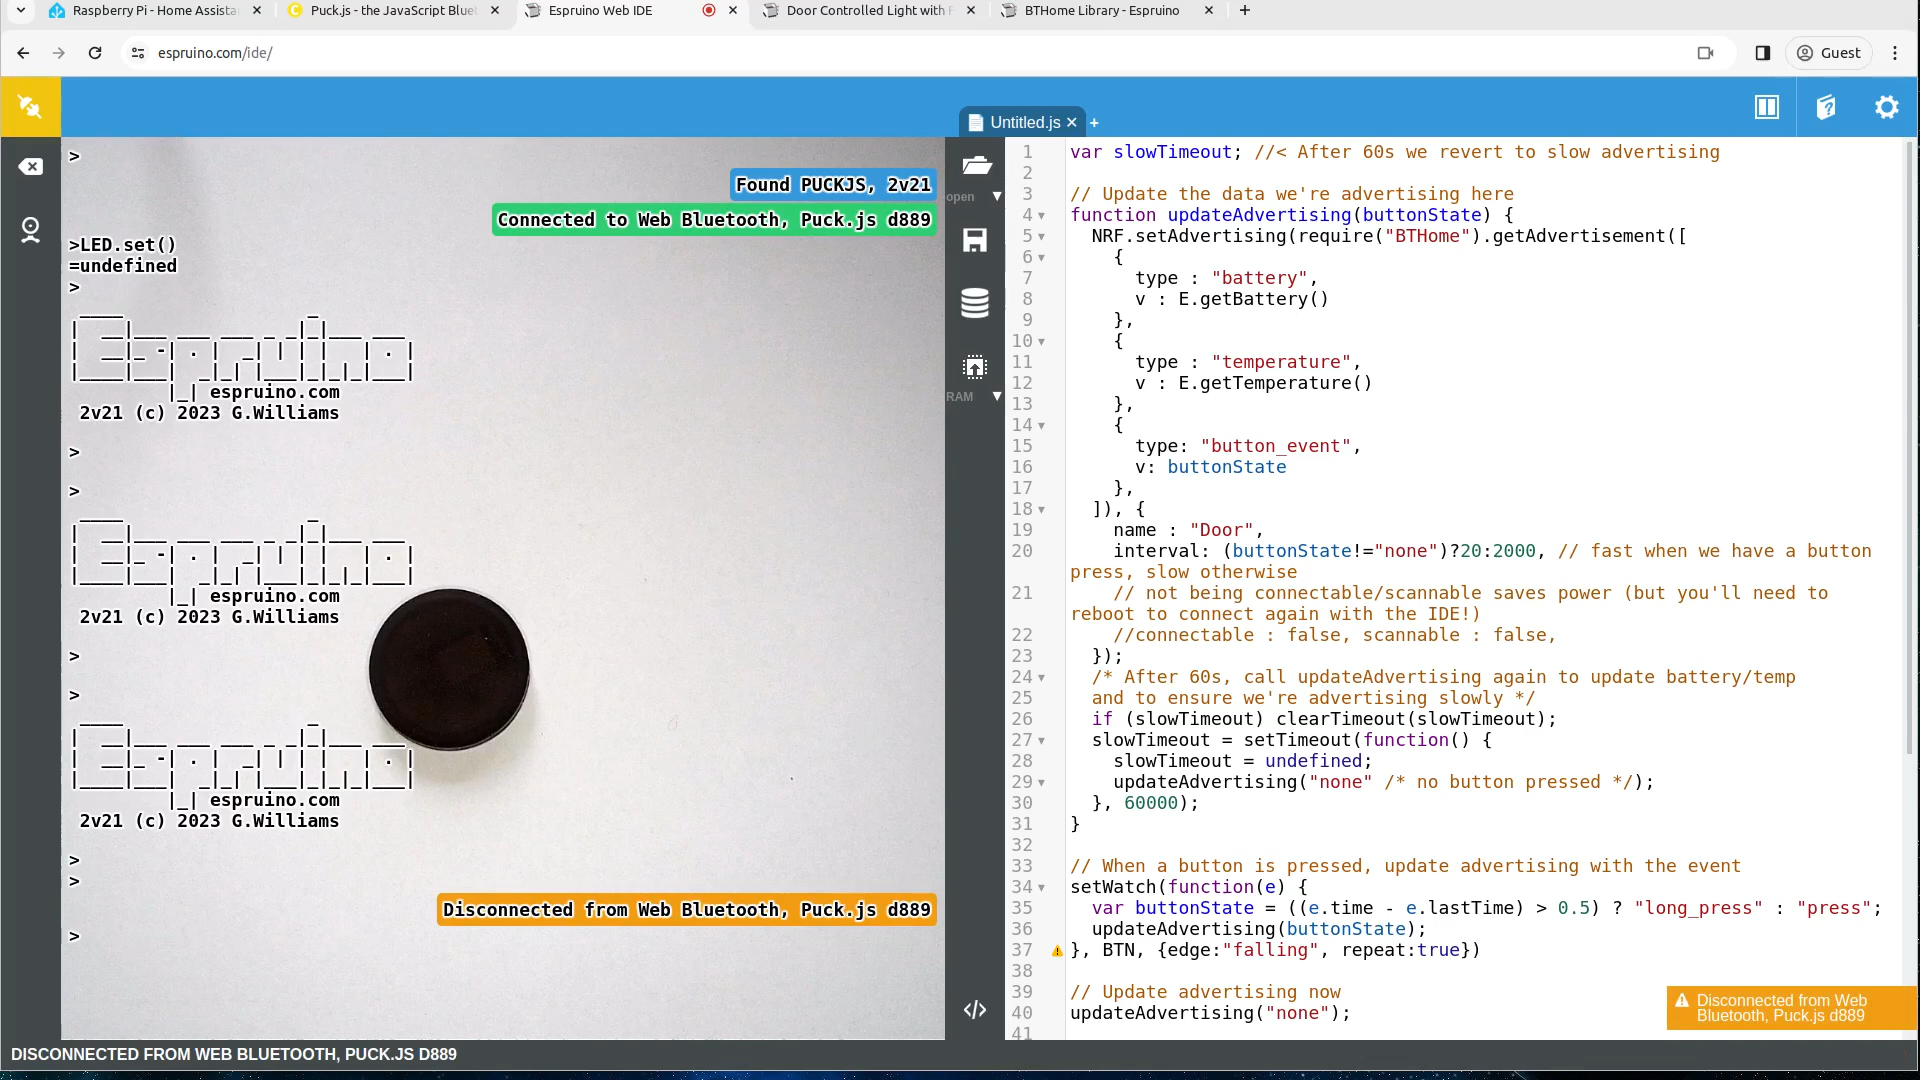 Raspberry Pi - Home Assista
Puck.js - the JavaScript Bluet
Espruino Web IDE
Door Controlled Light with
BTHome Library - Espruino
espruino.com/ide/
Guest
Untitled.js
>
Found PUCKJS, 2v21
Connected to Web Bluetooth, Puck.js d889
>LED.set()
=undefined
>
Espruino
espruino.com
2v21 (c) 2023 G.Williams
>
>
Espruino
espruino.com
2v21 (c) 2023 G.Williams
>
>
Espruino
espruino.com
2v21 (c) 2023 G.Williams
>
>
Disconnected from Web Bluetooth, Puck.js d889
>
open
RAM
1 var slowTimeout; //< After 60s we revert to slow advertising
2
3 // Update the data we're advertising here
4 function updateAdvertising(buttonState) {
5 NRF.setAdvertising(require("BTHome").getAdvertisement([
6 {
7 type : "battery",
8 v : E.getBattery()
9 },
10 {
11 type : "temperature",
12 v : E.getTemperature()
13 },
14 {
15 type: "button_event",
16 v: buttonState
17 },
18 ]), {
19 name : "Door",
20 interval: (buttonState!="none")?20:2000, // fast when we have a button
press, slow otherwise
21 // not being connectable/scannable saves power (but you'll need to
reboot to connect again with the IDE!)
22 //connectable : false, scannable : false,
23 });
24 /* After 60s, call updateAdvertising again to update battery/temp
25 and to ensure we're advertising slowly */
26 if (slowTimeout) clearTimeout(slowTimeout);
27 slowTimeout = setTimeout(function() {
28 slowTimeout = undefined;
29 updateAdvertising("none" /* no button pressed */);
30 }, 60000);
31 }
32
33 // When a button is pressed, update advertising with the event
34 setWatch(function(e) {
35 var buttonState = ((e.time - e.lastTime) > 0.5) ? "long_press" : "press";
36 updateAdvertising(buttonState);
37 }, BTN, {edge:"falling", repeat:true})
38
39 // Update advertising now
40 updateAdvertising("none");
41
Disconnected from Web
Bluetooth, Puck.js d889
DISCONNECTED FROM WEB BLUETOOTH, PUCK.JS D889